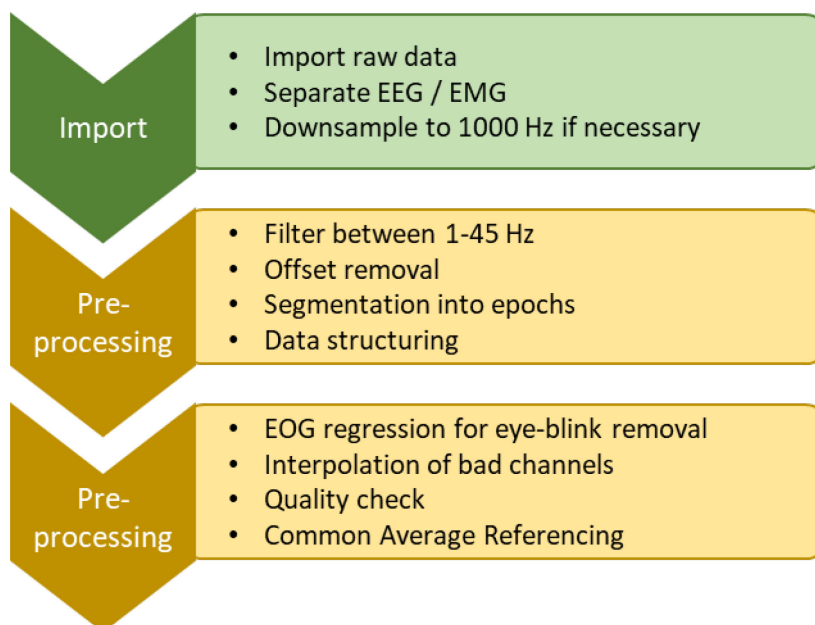 Import
• Import raw data
• Separate EEG / EMG
• Downsample to 1000 Hz if necessary
Pre-
processing
• Filter between 1-45 Hz
• Offset removal
• Segmentation into epochs
• Data structuring
Pre-
processing
• EOG regression for eye-blink removal
• Interpolation of bad channels
• Quality check
• Common Average Referencing